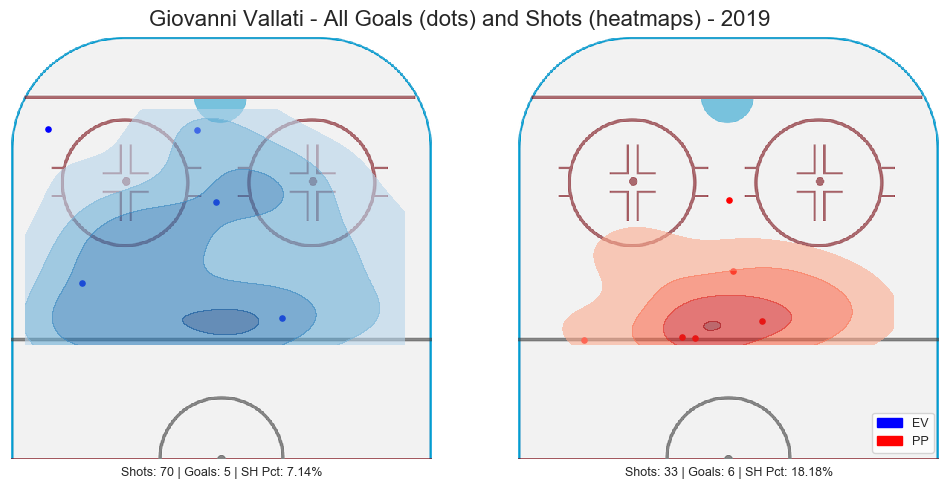 Giovanni Vallati - All Goals (dots) and Shots (heatmaps) - 2019
EV
PP
Shots: 70 | Goals: 5 | SH Pct: 7.14%
Shots: 33 | Goals: 6 | SH Pct: 18.18%